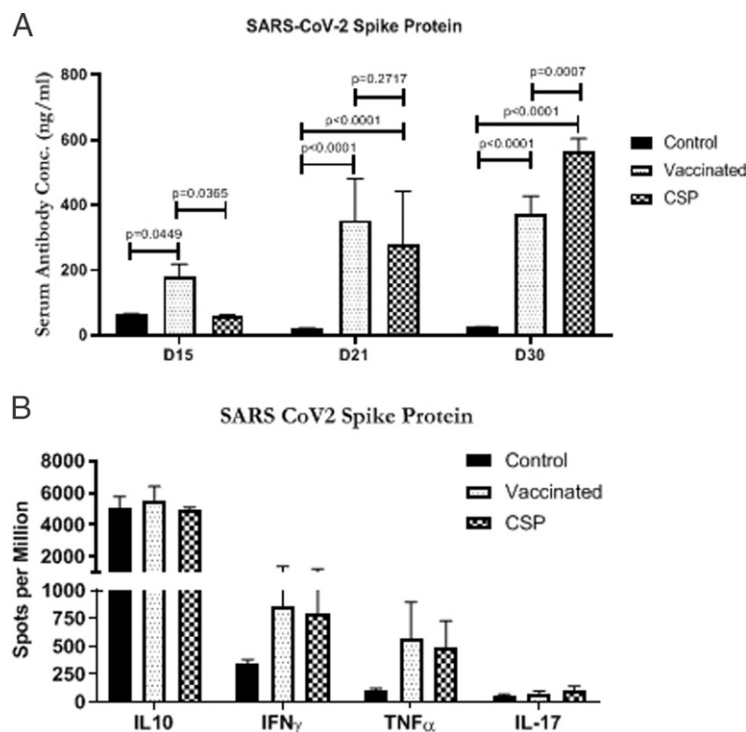 A
SARS-CoV-2 Spike Protein
Serum Antibody Conc. (ng/ml)
800
600
400
200
0
p=0.0449
p=0.0365
p<0.0001
p<0.0001
p=0.2717
p<0.0001
p<0.0001
p=0.0007
D15
D21
D30
Control
Vaccinated
CSP
B
SARS CoV2 Spike Protein
Spots per Million
8000
6000
4000
2000
1000
750
500
250
0
IL10
IFNγ
TNFα
IL-17
Control
Vaccinated
CSP